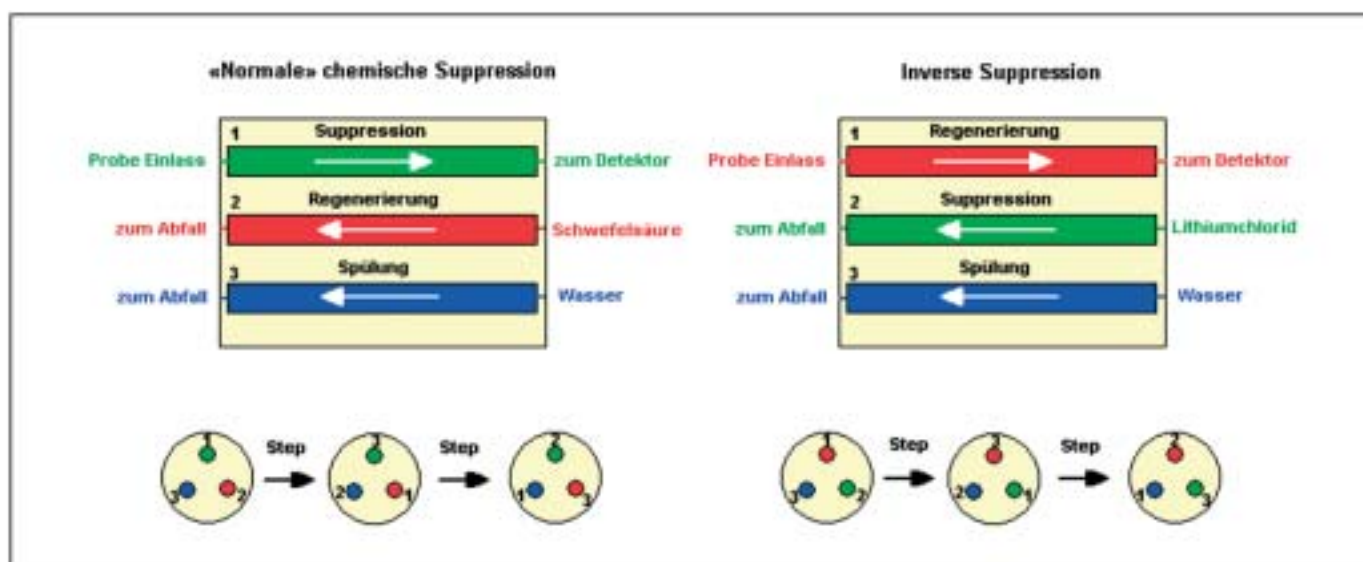 «Normale» chemische Suppression
1 Suppression
Probe Einlass zum Detektor
2 Regenerierung
zum Abfall Schwefelsäure
3 Spülung
zum Abfall Wasser
1 2 3
Step
3 1 2
Step
2 3 1
Inverse Suppression
1 Regenerierung
Probe Einlass zum Detektor
2 Suppression
zum Abfall Lithiumchlorid
3 Spülung
zum Abfall Wasser
1 2 3
Step
3 1 2
Step
2 3 1